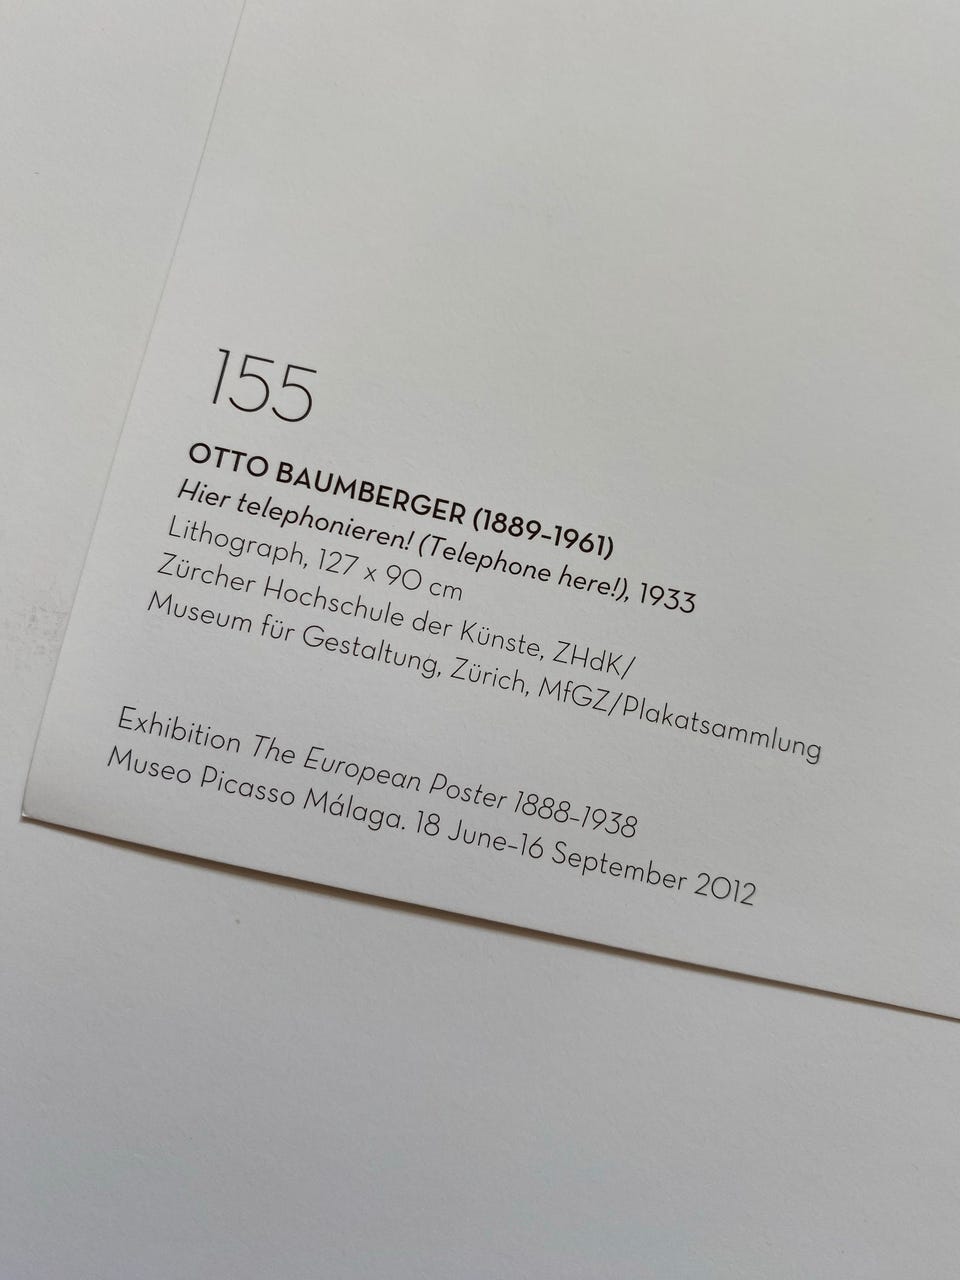 155
OTTO BAUMBERGER (1889–1961)
Hier telephonieren! (Telephone here!), 1933
Lithograph, 127 x 90 cm
Zürcher Hochschule der Künste, ZHdK/
Museum für Gestaltung, Zürich, MfGZ/Plakatsammlung
Exhibition The European Poster 1888–1938
Museo Picasso Málaga. 18 June–16 September 2012